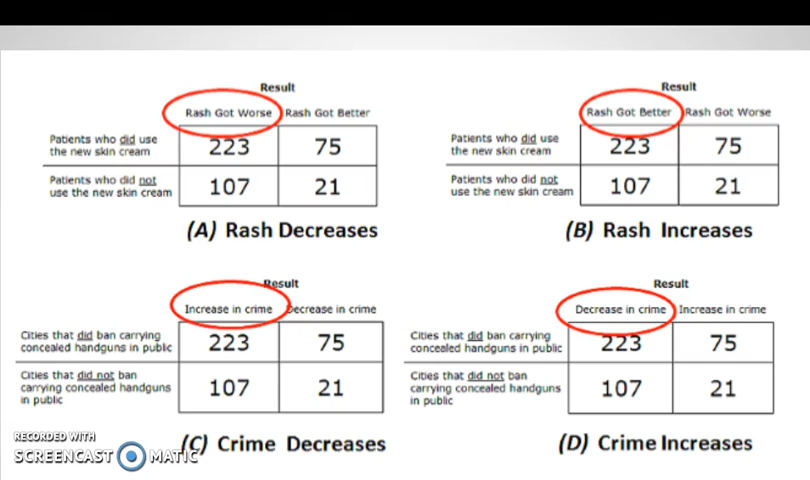 Result
Rash Got Worse Rash Got Better
Patients who did use
the new skin cream
223 75
Patients who did not
use the new skin cream
107 21
(A) Rash Decreases
Result
Rash Got Better Rash Got Worse
Patients who did use
the new skin cream
223 75
Patients who did not
use the new skin cream
107 21
(B) Rash Increases
Result
Increase in crime Decrease in crime
Cities that did ban carrying
concealed handguns in public
223 75
Cities that did not ban
carrying concealed handguns
in public
107 21
(C) Crime Decreases
Result
Decrease in crime Increase in crime
Cities that did ban carrying
concealed handguns in public
223 75
Cities that did not ban
carrying concealed handguns
in public
107 21
(D) Crime Increases
RECORDED WITH
SCREENCAST MATIC